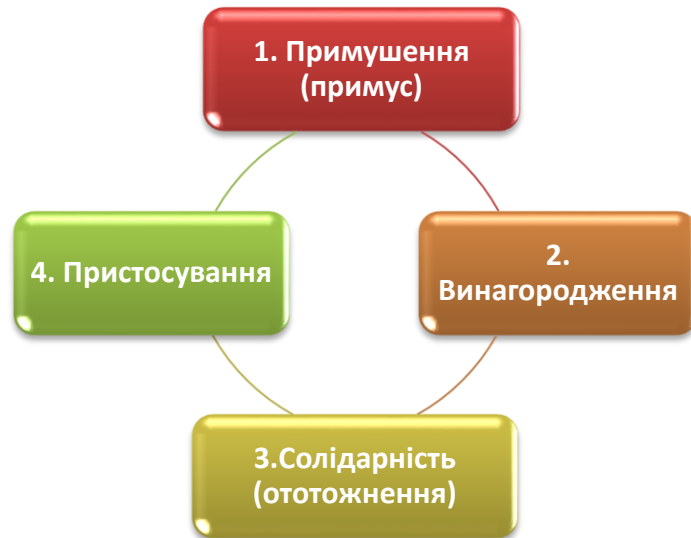 1. Примушення
(примус)
2.
Винагородження
3.Солідарність
(ототожнення)
4. Пристосування